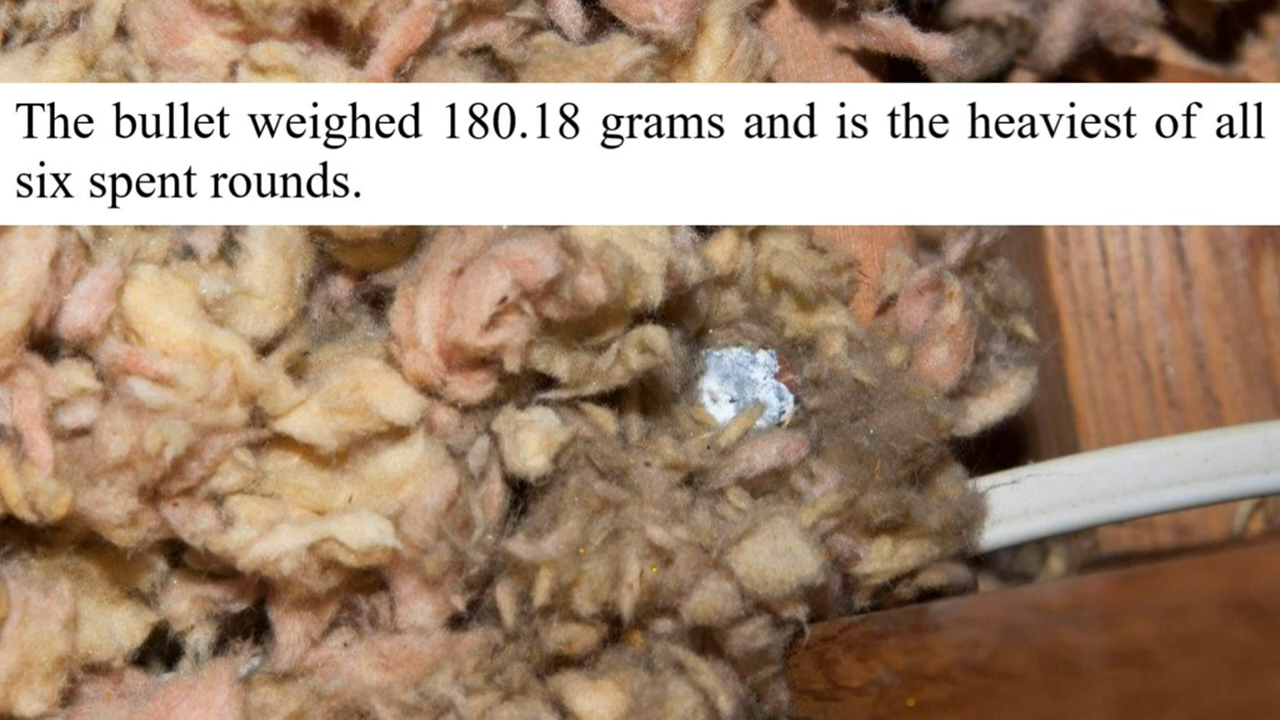 The bullet weighed 180.18 grams and is the heaviest of all
six spent rounds.